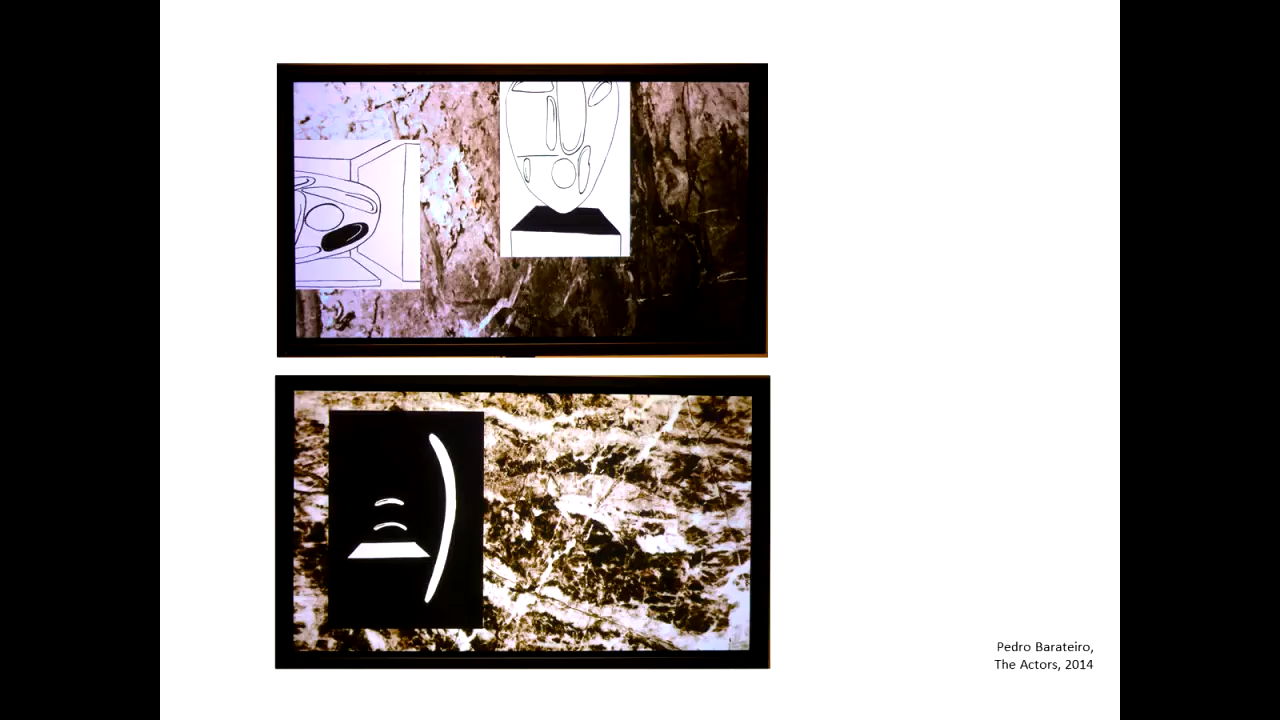 Pedro Barateiro,
The Actors, 2014